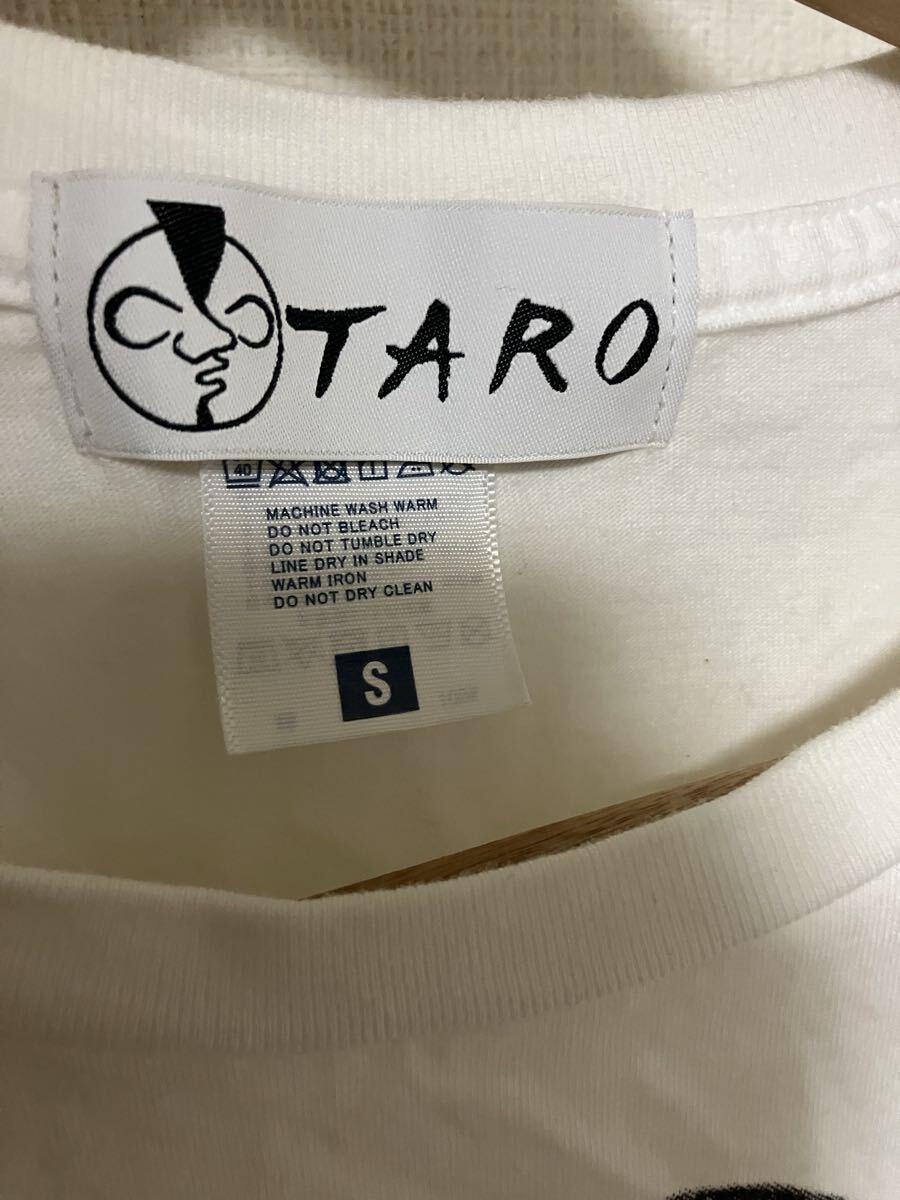 TARO
40
MACHINE WASH WARM
DO NOT BLEACH
DO NOT TUMBLE DRY
LINE DRY IN SHADE
WARM IRON
DO NOT DRY CLEAN
S